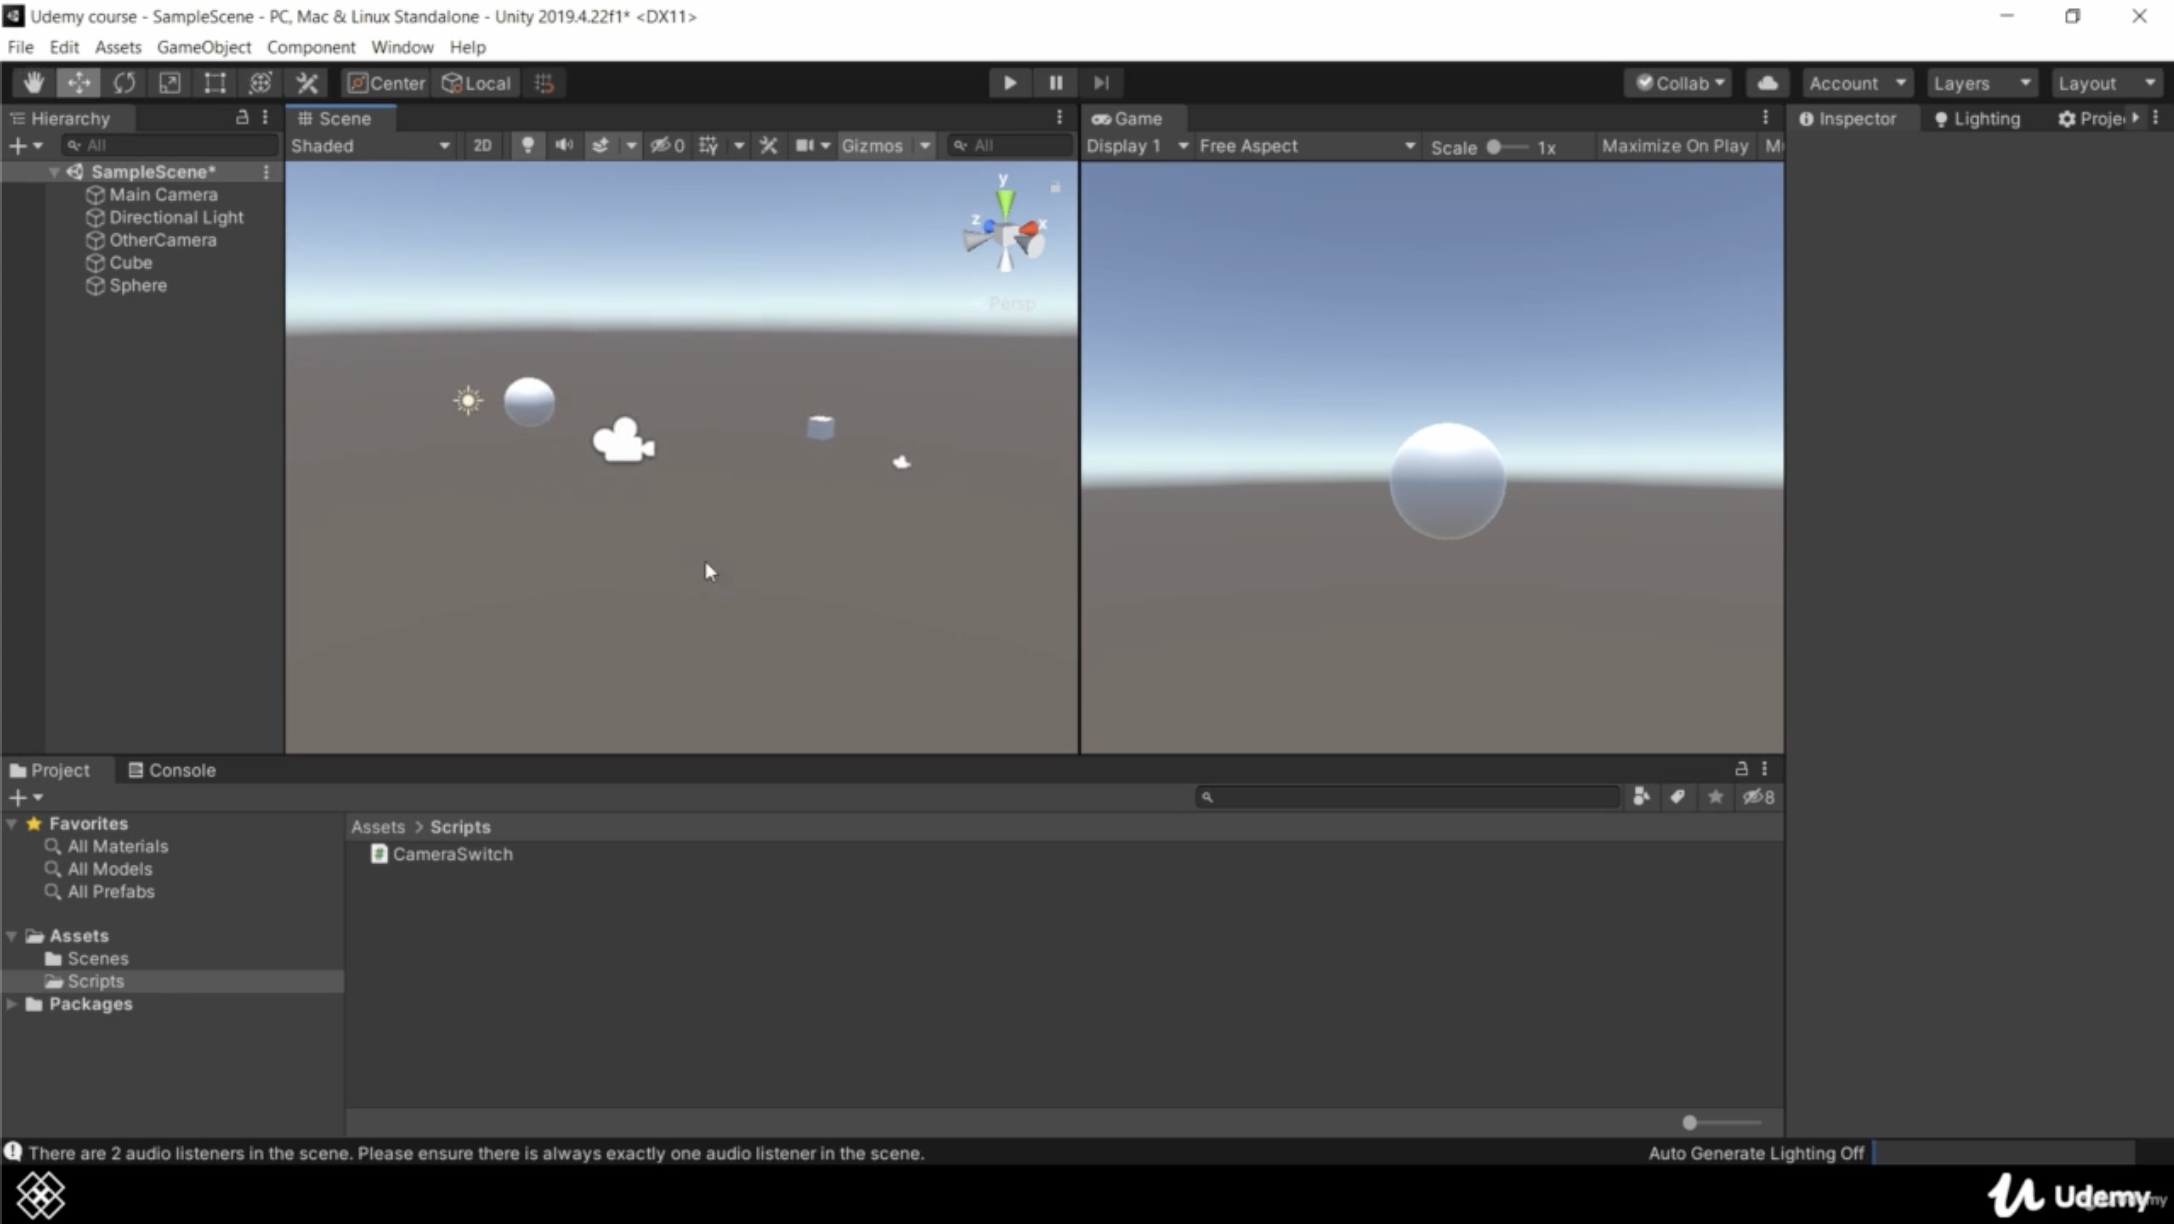 Udemy course - SampleScene - PC, Mac & Linux Standalone - Unity 2019.4.22f1* <DX11>
File Edit Assets GameObject Component Window Help
Center Local Collab Account Layers Layout
Hierarchy
All
SampleScene*
Main Camera
Directional Light
OtherCamera
Cube
Sphere
Scene
Shaded 2D 0 Gizmos All
y
z x
Persp
Game
Display 1 Free Aspect Scale 1x Maximize On Play M
Inspector Lighting Proje
Project Console
8
Favorites
All Materials
All Models
All Prefabs
Assets
Scenes
Scripts
Packages
Assets > Scripts
CameraSwitch
There are 2 audio listeners in the scene. Please ensure there is always exactly one audio listener in the scene.
Auto Generate Lighting Off
Udemy